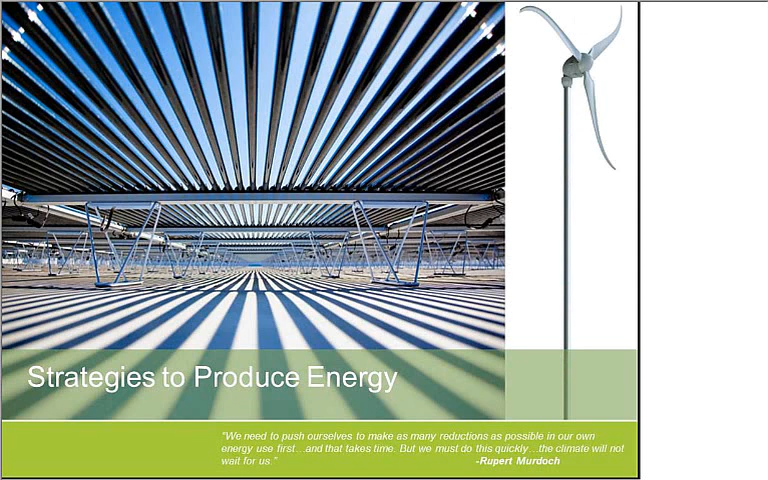 Strategies to Produce Energy
"We need to push ourselves to make as many reductions as possible in our own
energy use first…and that takes time. But we must do this quickly…the climate will not
wait for us." -Rupert Murdoch